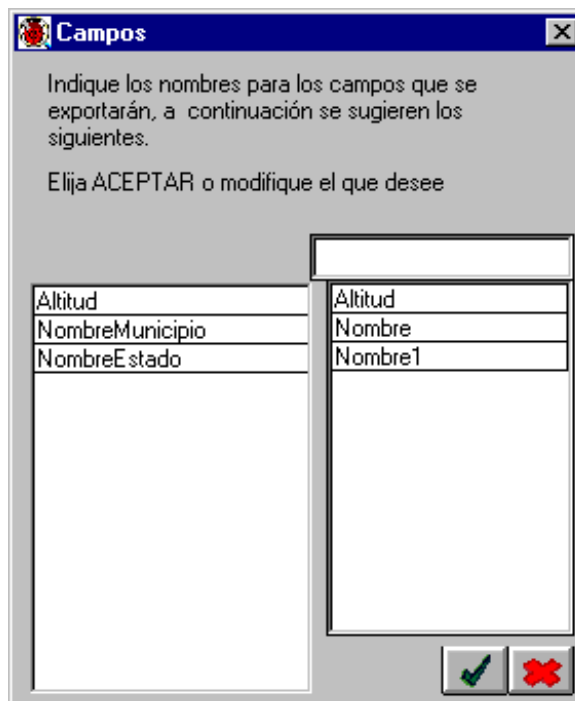 Campos
Indique los nombres para los campos que se
exportarán, a continuación se sugieren los
siguientes.
Elija ACEPTAR o modifique el que desee
Altitud
NombreMunicipio
NombreEstado
Altitud
Nombre
Nombre1